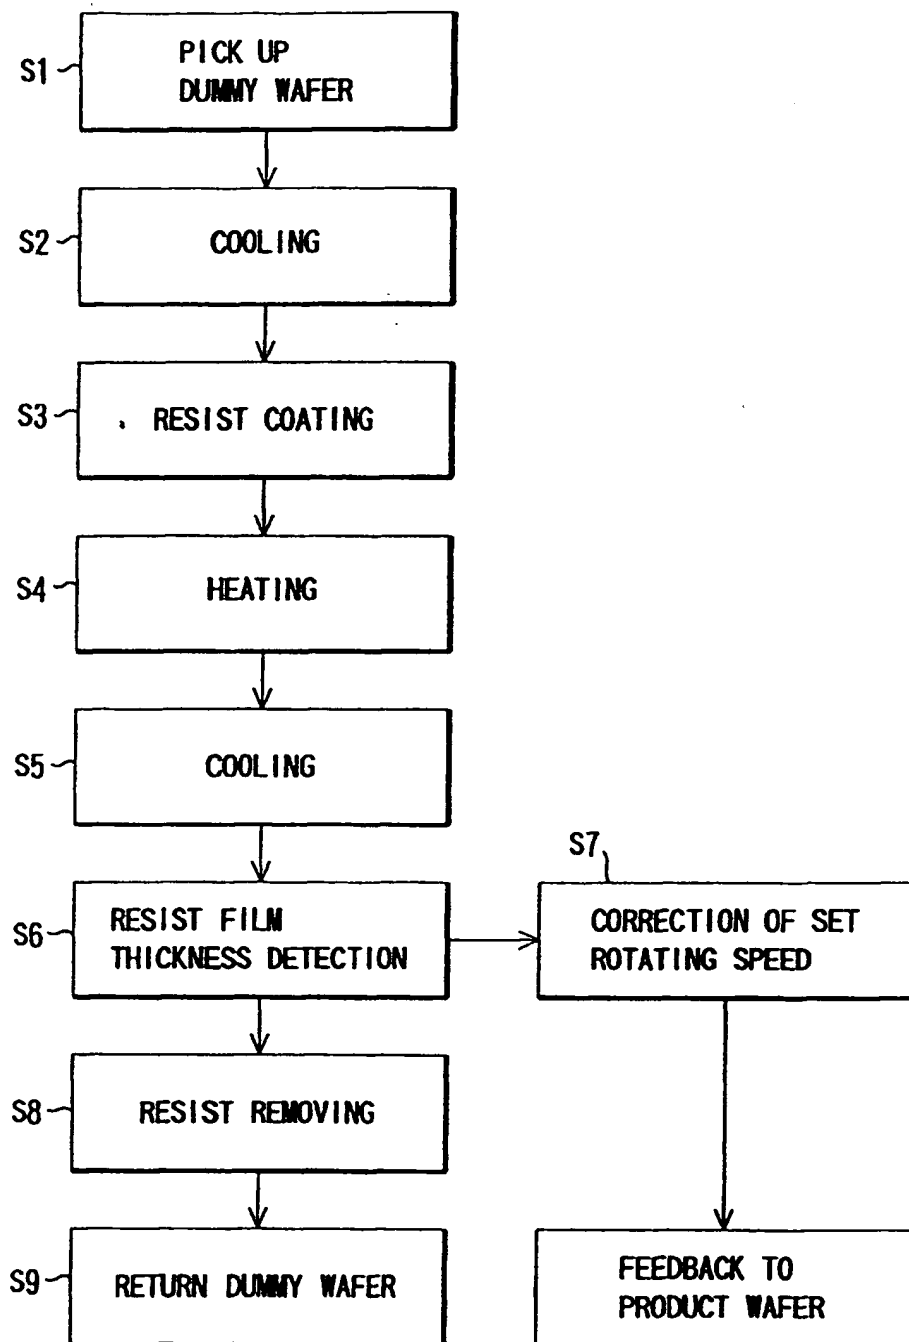 S1
PICK UP
DUMMY WAFER
S2
COOLING
S3
RESIST COATING
S4
HEATING
S5
COOLING
S6
RESIST FILM
THICKNESS DETECTION
S7
CORRECTION OF SET
ROTATING SPEED
S8
RESIST REMOVING
S9
RETURN DUMMY WAFER
FEEDBACK TO
PRODUCT WAFER